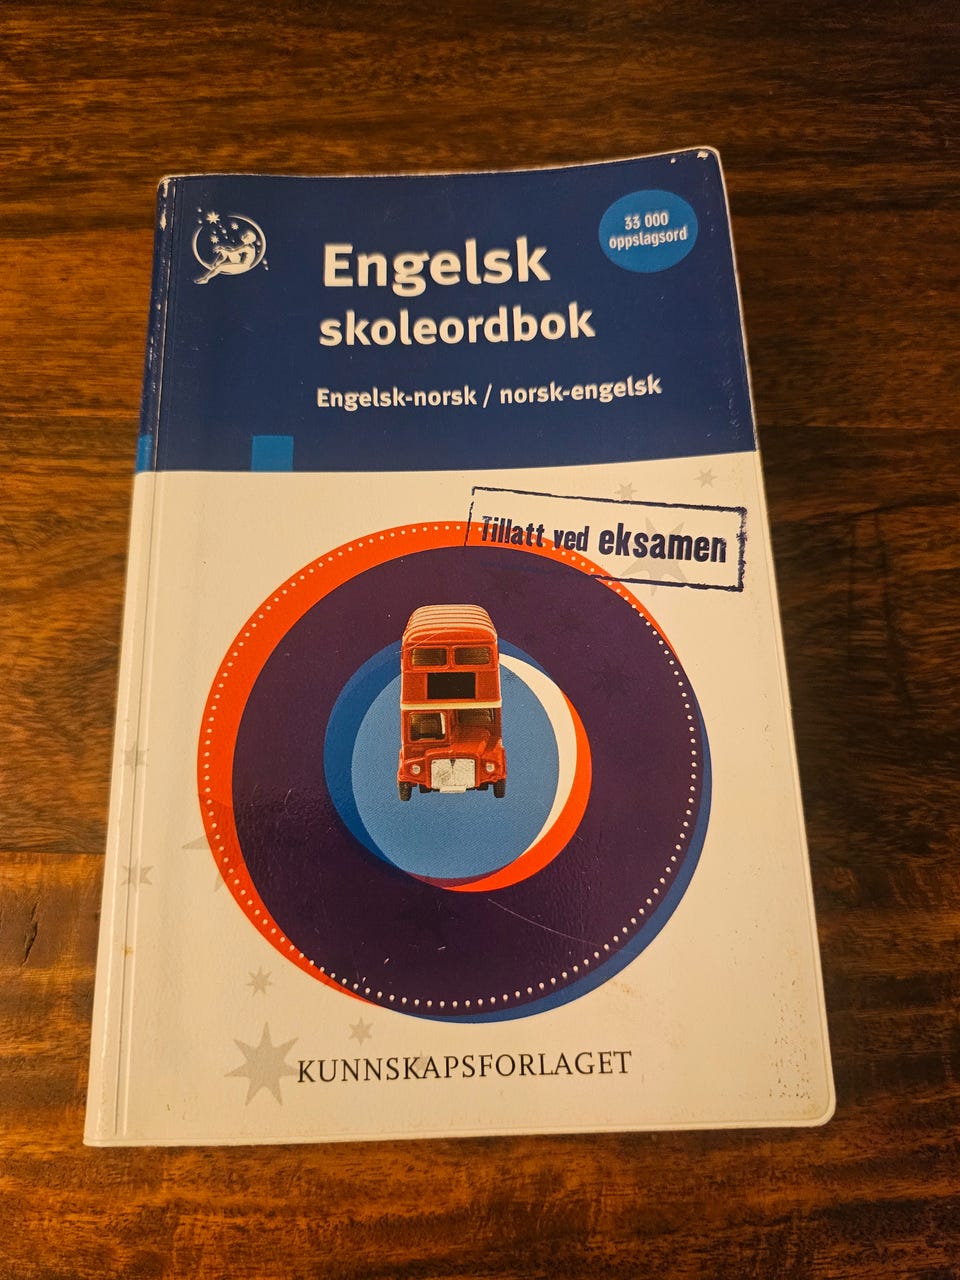 33 000
oppslagsord
Engelsk
skoleordbok
Engelsk-norsk / norsk-engelsk
Tillatt ved eksamen
KUNNSKAPSFORLAGET